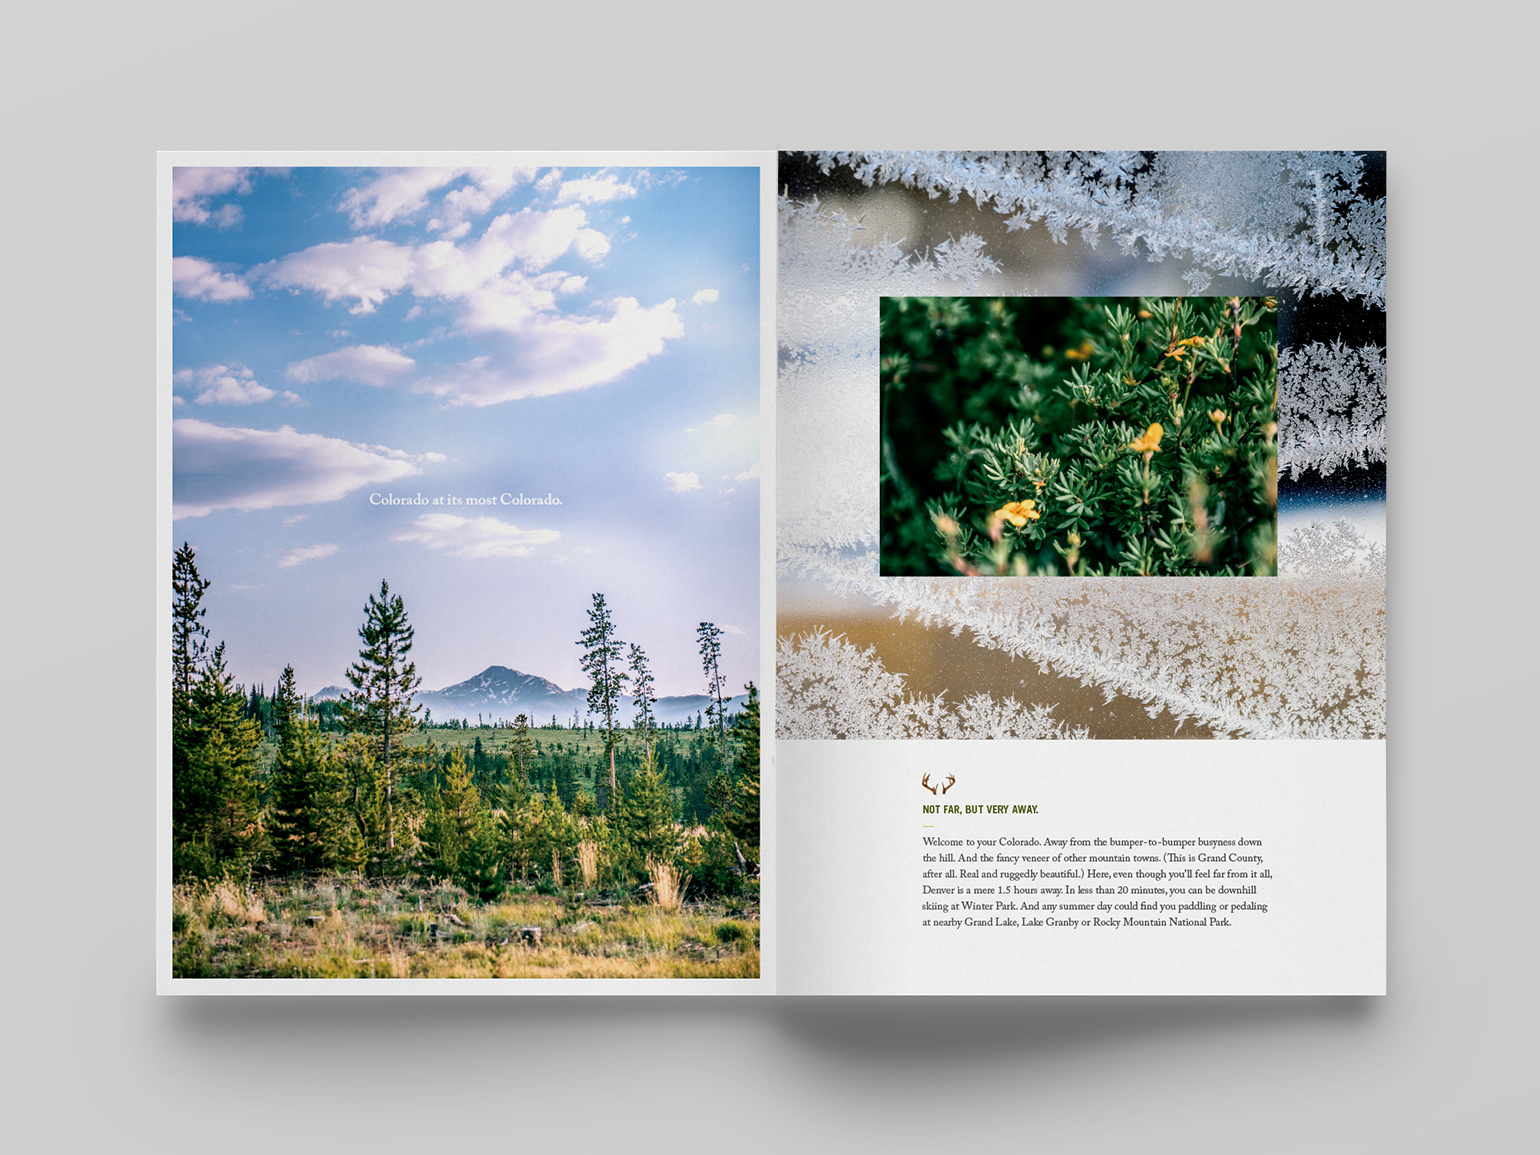 Colorado at its most Colorado.
NOT FAR, BUT VERY AWAY.
Welcome to your Colorado. Away from the bumper-to-bumper busyness down
the hill. And the fancy veneer of other mountain towns. (This is Grand County,
after all. Real and ruggedly beautiful.) Here, even though you'll feel far from it all,
Denver is a mere 1.5 hours away. In less than 20 minutes, you can be downhill
skiing at Winter Park. And any summer day could find you paddling or pedaling
at nearby Grand Lake, Lake Granby or Rocky Mountain National Park.